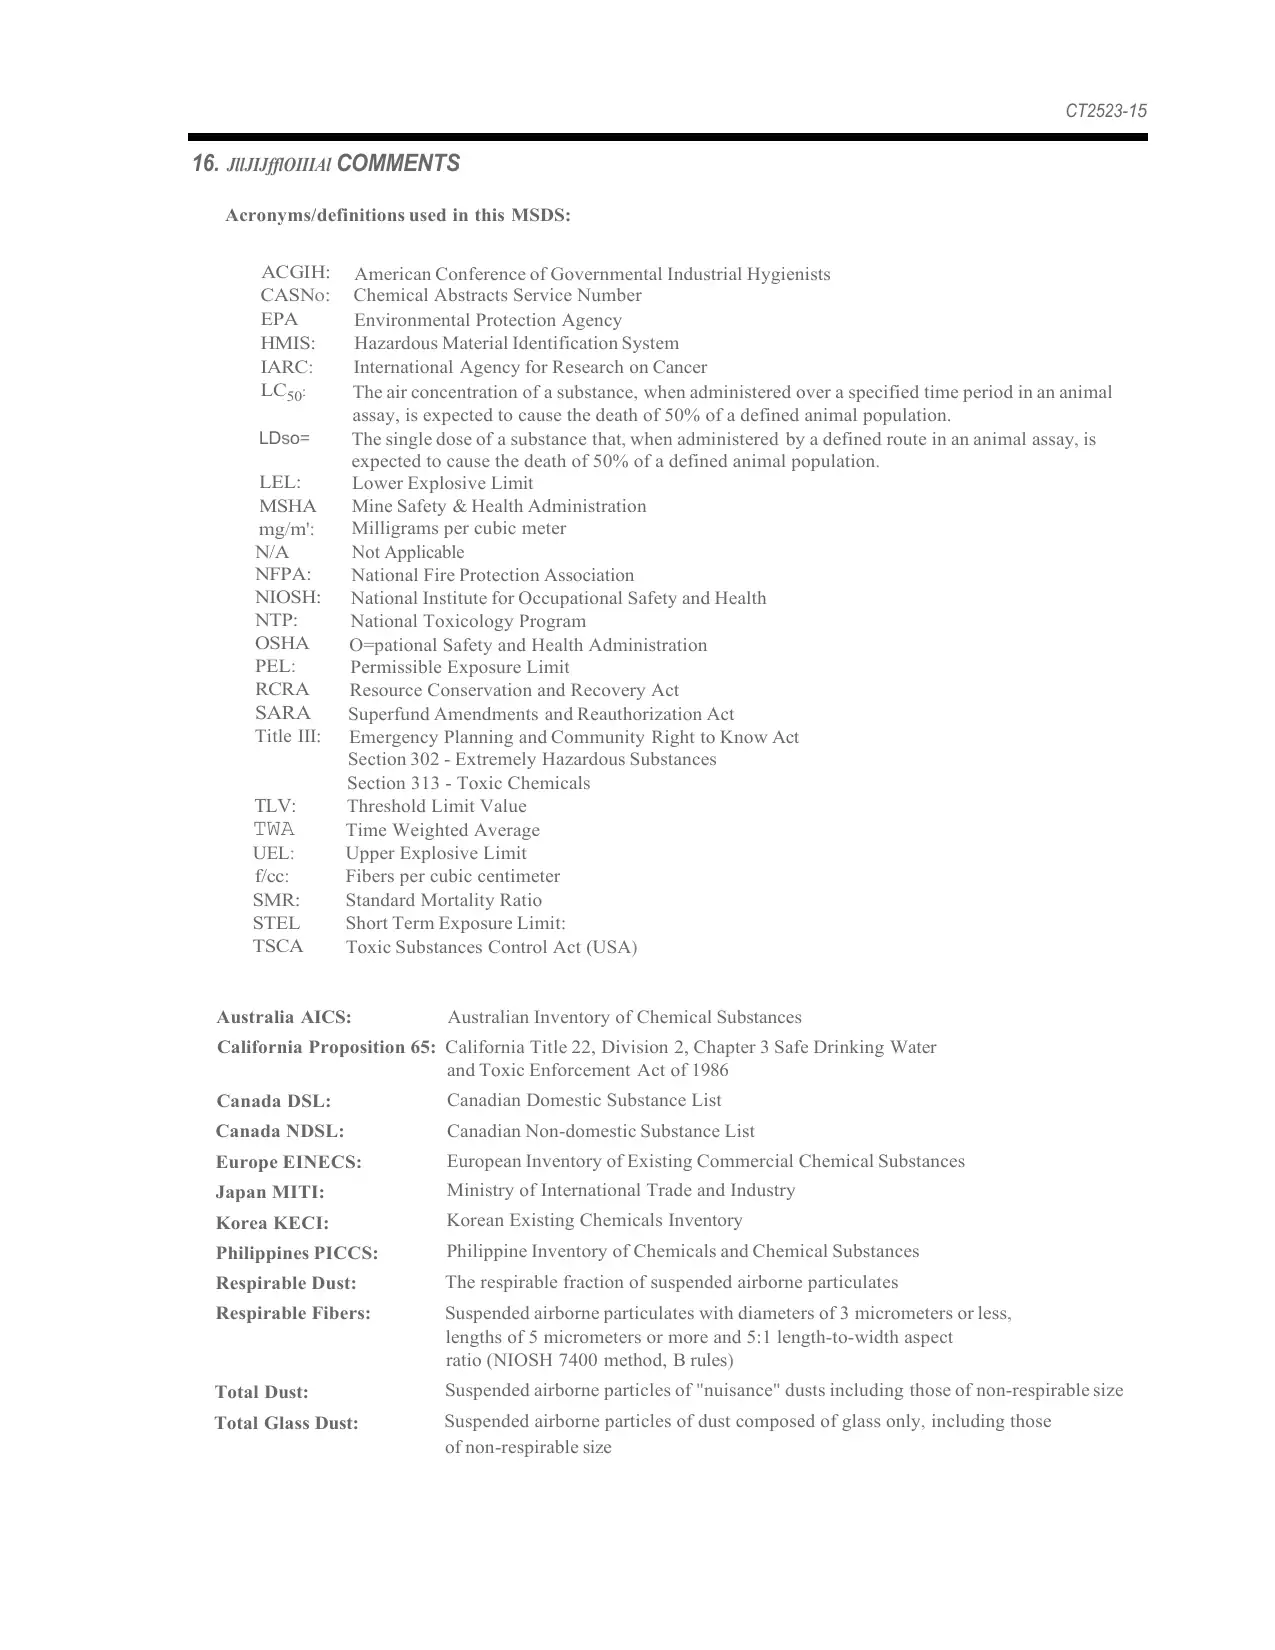 CT2523-15
16. JllJIJfflOIIIAl COMMENTS
Acronyms/definitions used in this MSDS:
ACGIH: American Conference of Governmental Industrial Hygienists
CASNo: Chemical Abstracts Service Number
EPA Environmental Protection Agency
HMIS: Hazardous Material Identification System
IARC: International Agency for Research on Cancer
LC50: The air concentration of a substance, when administered over a specified time period in an animal
assay, is expected to cause the death of 50% of a defined animal population.
LDso= The single dose of a substance that, when administered by a defined route in an animal assay, is
expected to cause the death of 50% of a defined animal population.
LEL: Lower Explosive Limit
MSHA Mine Safety & Health Administration
mg/m': Milligrams per cubic meter
N/A Not Applicable
NFPA: National Fire Protection Association
NIOSH: National Institute for Occupational Safety and Health
NTP: National Toxicology Program
OSHA O=pational Safety and Health Administration
PEL: Permissible Exposure Limit
RCRA Resource Conservation and Recovery Act
SARA Superfund Amendments and Reauthorization Act
Title III: Emergency Planning and Community Right to Know Act
Section 302 - Extremely Hazardous Substances
Section 313 - Toxic Chemicals
TLV: Threshold Limit Value
TWA Time Weighted Average
UEL: Upper Explosive Limit
f/cc: Fibers per cubic centimeter
SMR: Standard Mortality Ratio
STEL Short Term Exposure Limit:
TSCA Toxic Substances Control Act (USA)
Australia AICS: Australian Inventory of Chemical Substances
California Proposition 65: California Title 22, Division 2, Chapter 3 Safe Drinking Water
and Toxic Enforcement Act of 1986
Canada DSL: Canadian Domestic Substance List
Canada NDSL: Canadian Non-domestic Substance List
Europe EINECS: European Inventory of Existing Commercial Chemical Substances
Japan MITI: Ministry of International Trade and Industry
Korea KECI: Korean Existing Chemicals Inventory
Philippines PICCS: Philippine Inventory of Chemicals and Chemical Substances
Respirable Dust: The respirable fraction of suspended airborne particulates
Respirable Fibers: Suspended airborne particulates with diameters of 3 micrometers or less,
lengths of 5 micrometers or more and 5:1 length-to-width aspect
ratio (NIOSH 7400 method, B rules)
Total Dust: Suspended airborne particles of "nuisance" dusts including those of non-respirable size
Total Glass Dust: Suspended airborne particles of dust composed of glass only, including those
of non-respirable size